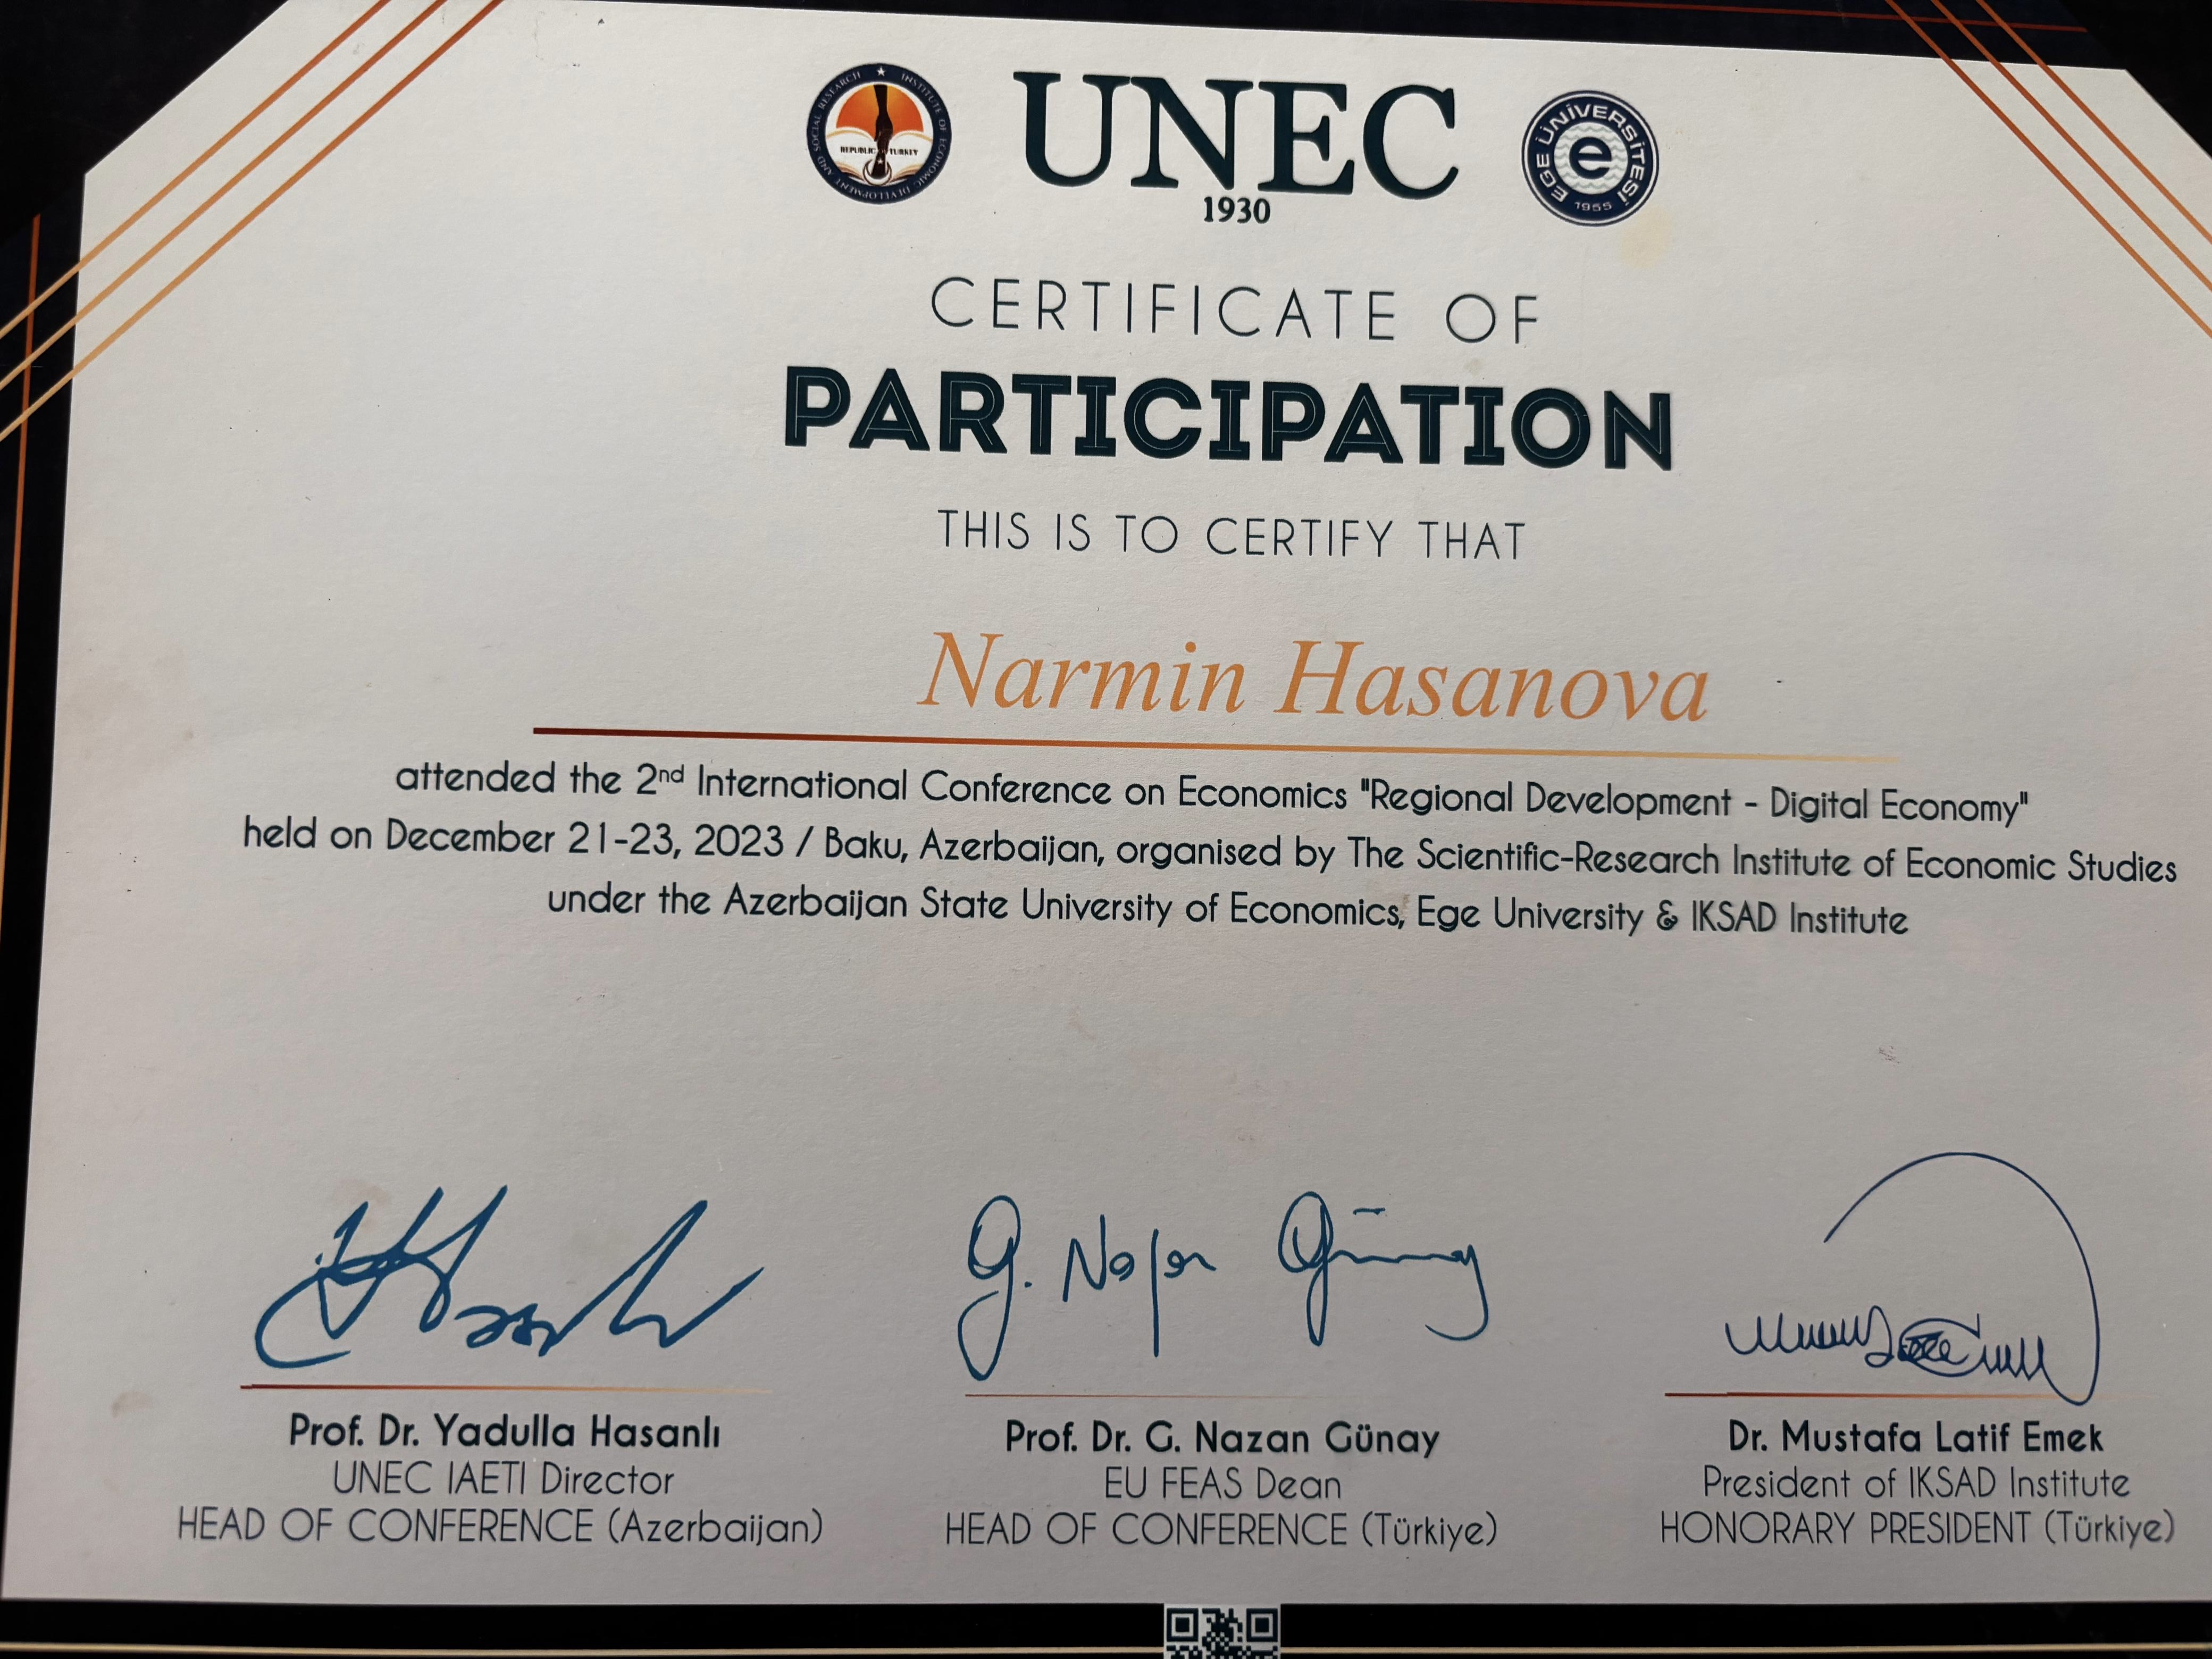 INSTITUTE OF ECONOMIC DEVELOPMENT AND SOCIAL RESEARCH
REPUBLIC TURKEY
UNEC
1930
EGE ÜNİVERSİTESİ
e
1955
CERTIFICATE OF
PARTICIPATION
THIS IS TO CERTIFY THAT
Narmin Hasanova
attended the 2nd International Conference on Economics "Regional Development - Digital Economy"
held on December 21-23, 2023 / Baku, Azerbaijan, organised by The Scientific-Research Institute of Economic Studies
under the Azerbaijan State University of Economics, Ege University & IKSAD Institute
G. Nazan Günay
Prof. Dr. Yadulla Hasanlı
UNEC IAETI Director
HEAD OF CONFERENCE (Azerbaijan)
Prof. Dr. G. Nazan Günay
EU FEAS Dean
HEAD OF CONFERENCE (Türkiye)
Dr. Mustafa Latif Emek
President of IKSAD Institute
HONORARY PRESIDENT (Türkiye)